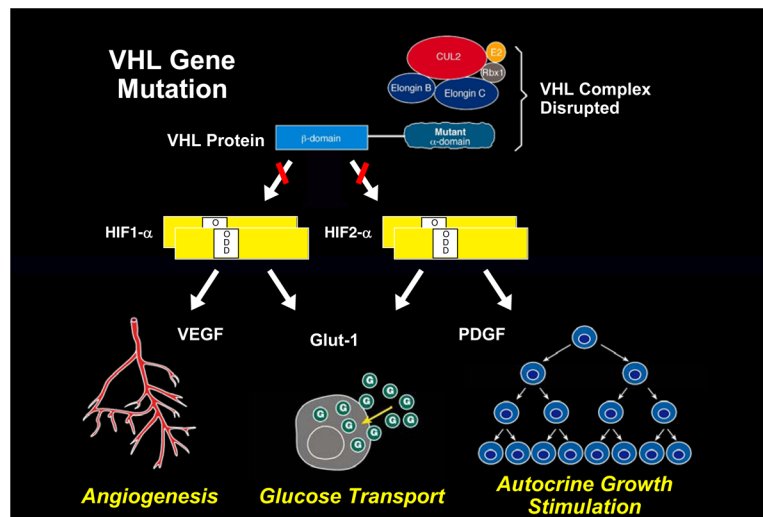 VHL Gene
Mutation
CUL2
E2
Rbx1
Elongin B
Elongin C
VHL Complex
Disrupted
VHL Protein
β-domain
Mutant
α-domain
HIF1-α
O
O
D
D
HIF2-α
O
O
D
D
VEGF
Glut-1
PDGF
G
G
G
G
G
G
G
G
G
G
Angiogenesis
Glucose Transport
Autocrine Growth
Stimulation